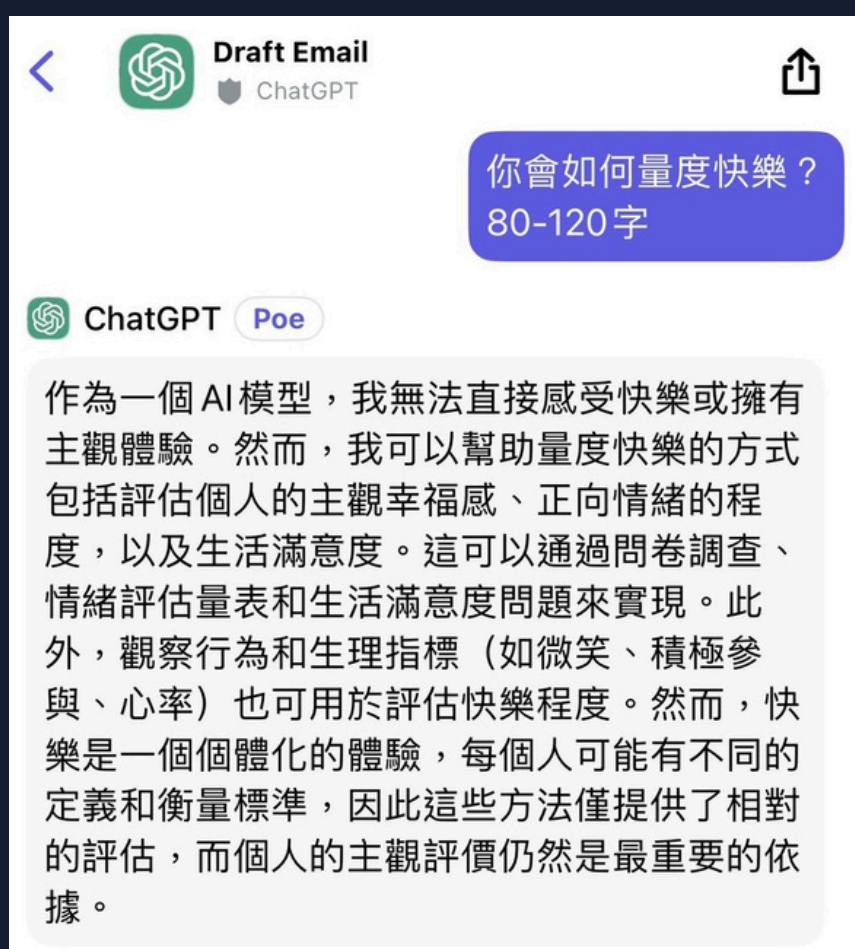 Draft Email
ChatGPT
你會如何量度快樂？
80-120字
ChatGPT Poe
作為一個AI模型，我無法直接感受快樂或擁有
主觀體驗。然而，我可以幫助量度快樂的方式
包括評估個人的主觀幸福感、正向情緒的程
度，以及生活滿意度。這可以通過問卷調查、
情緒評估量表和生活滿意度問題來實現。此
外，觀察行為和生理指標（如微笑、積極參
與、心率）也可用於評估快樂程度。然而，快
樂是一個個體化的體驗，每個人可能有不同的
定義和衡量標準，因此這些方法僅提供了相對
的評估，而個人的主觀評價仍然是最重要的依
據。